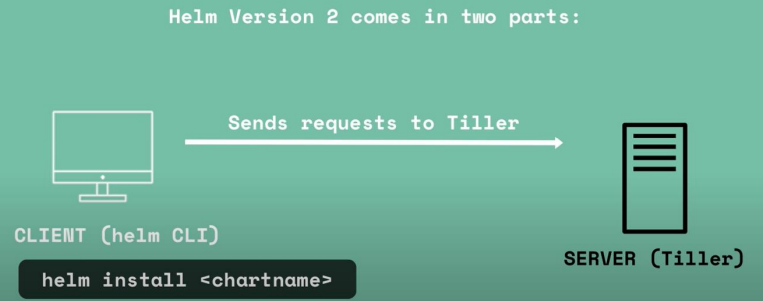 Helm Version 2 comes in two parts:
Sends requests to Tiller
CLIENT (helm CLI)
SERVER (Tiller)
helm install <chartname>